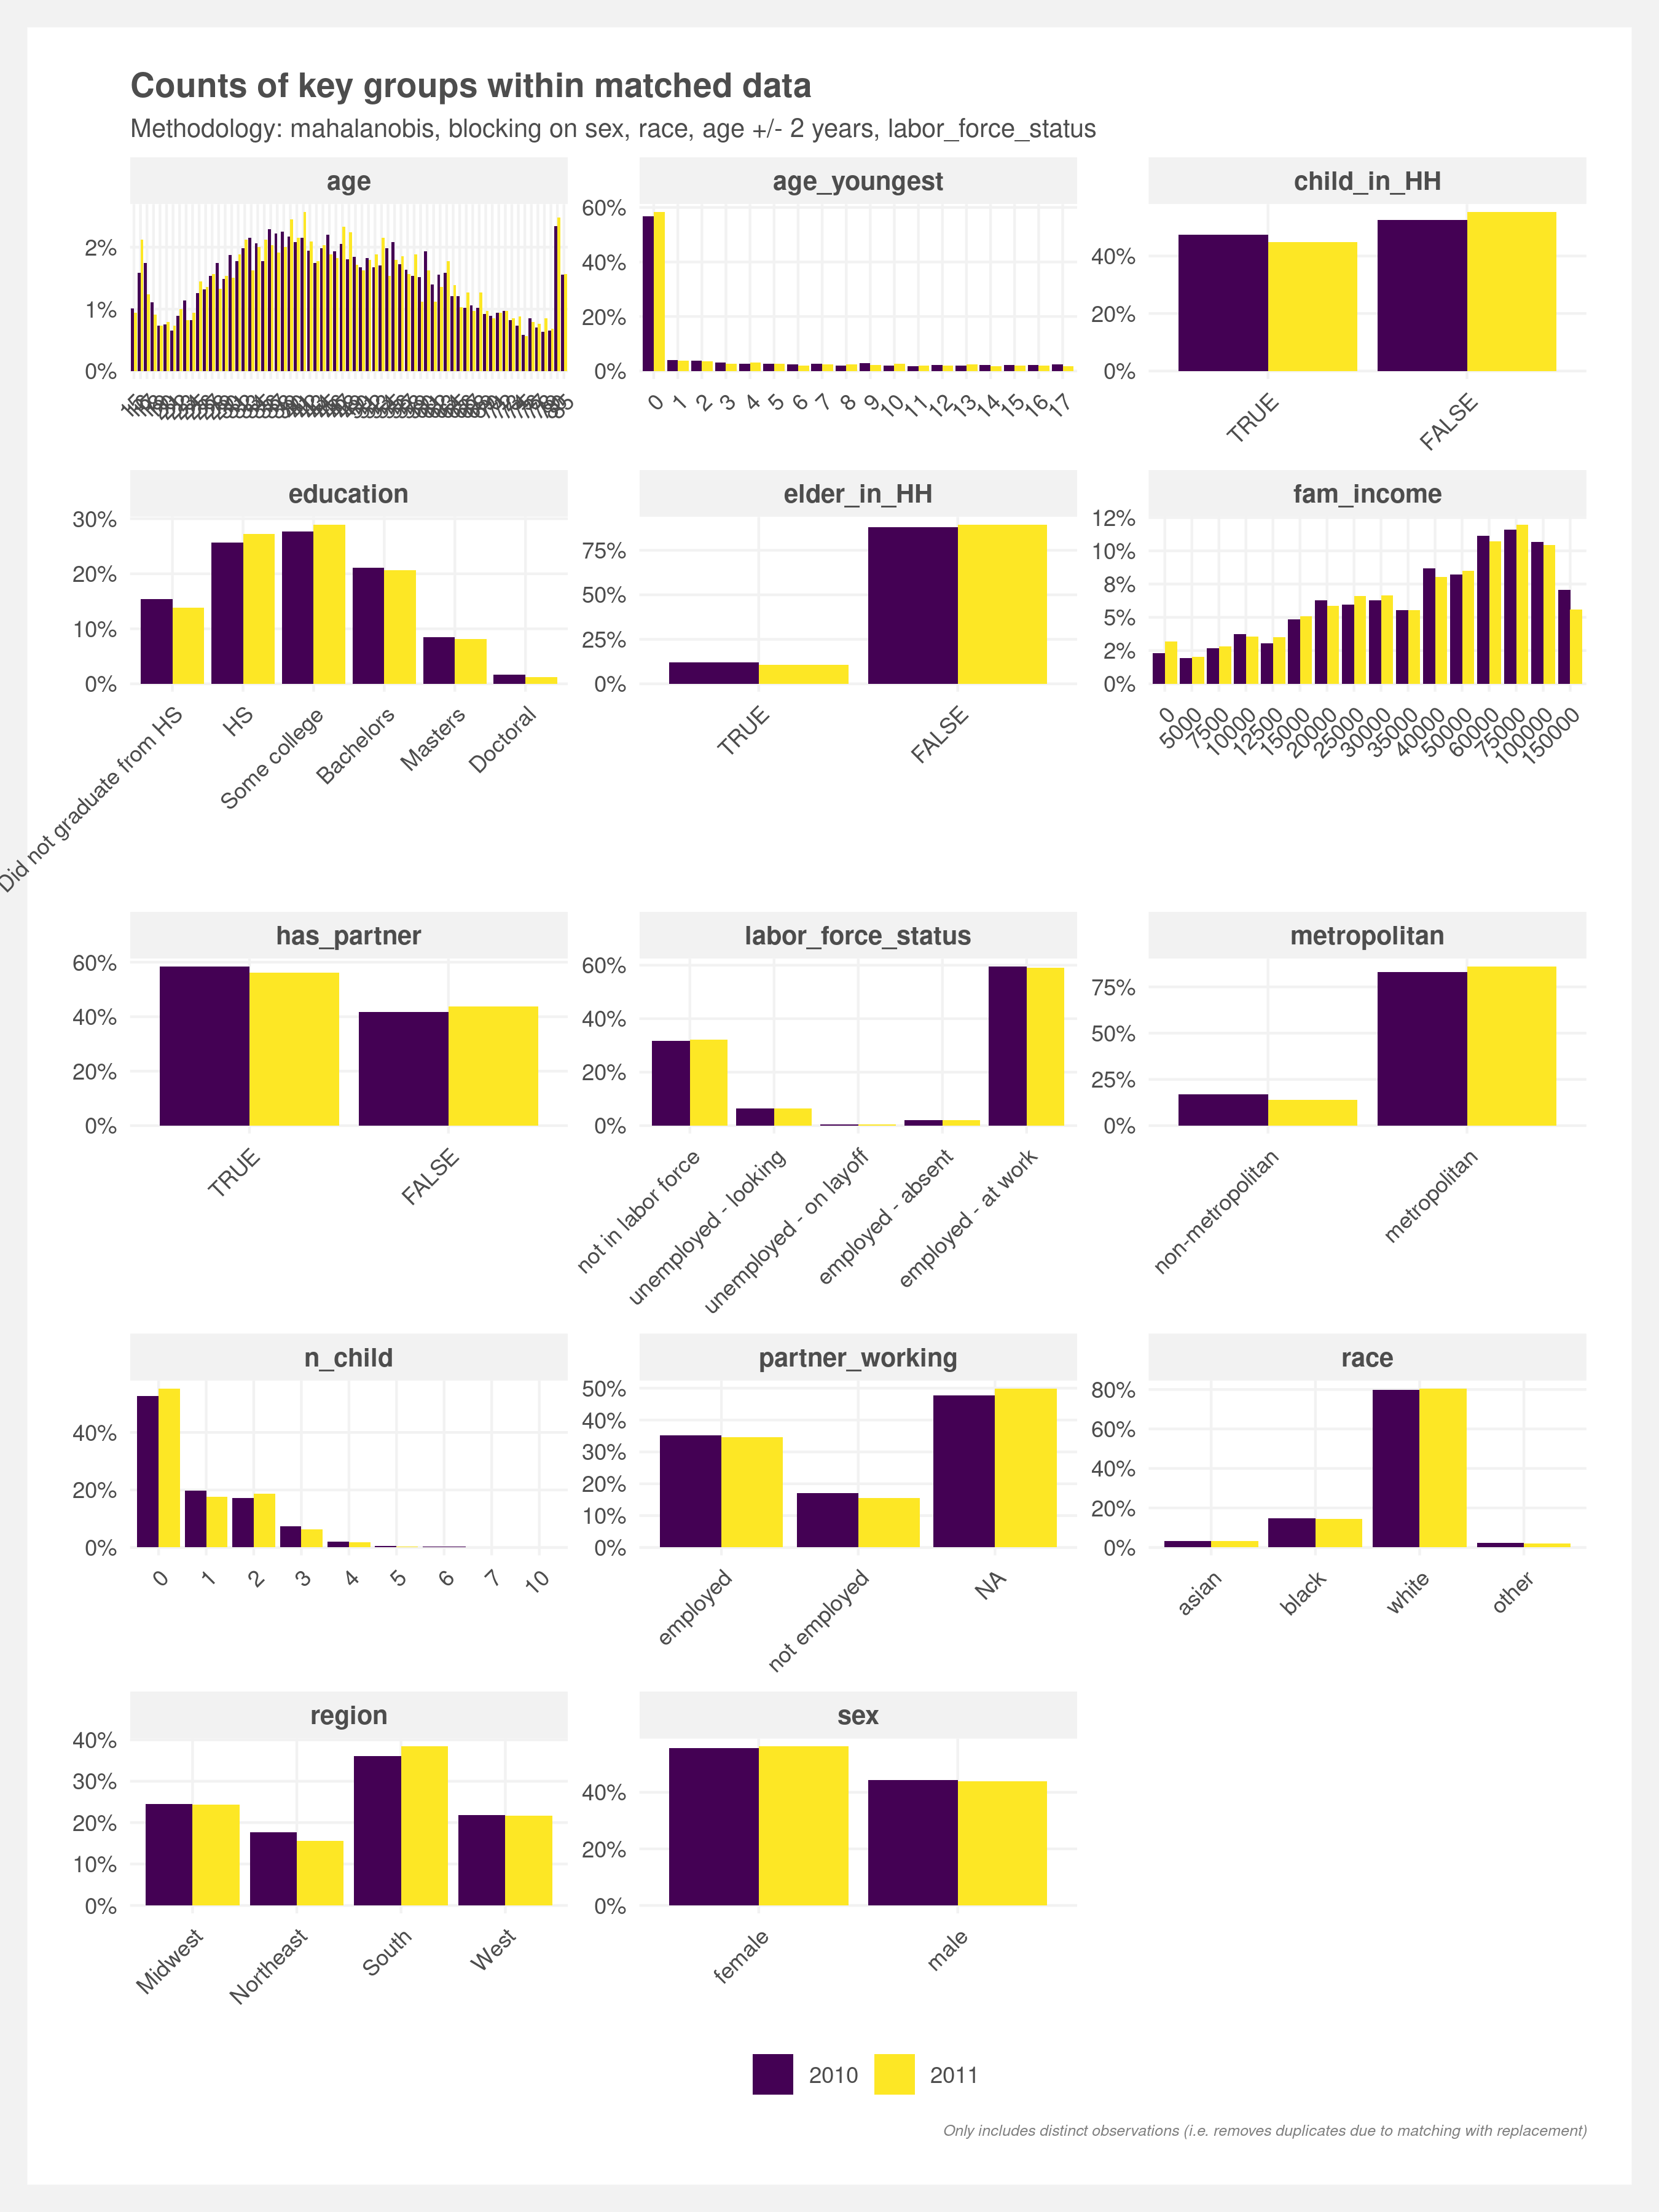 Counts of key groups within matched data
Methodology: mahalanobis, blocking on sex, race, age +/- 2 years, labor_force_status
age
2%
1%
0%
age_youngest
60%
40%
20%
0%
0 1 2 3 4 5 6 7 8 9 10 11 12 13 14 15 16 17
child_in_HH
40%
20%
0%
TRUE FALSE
education
30%
20%
10%
0%
Did not graduate from HS HS Some college Bachelors Masters Doctoral
elder_in_HH
75%
50%
25%
0%
TRUE FALSE
fam_income
12%
10%
8%
5%
2%
0%
0 5000 7500 10000 12500 15000 20000 25000 30000 35000 40000 50000 60000 75000 100000 150000
has_partner
60%
40%
20%
0%
TRUE FALSE
labor_force_status
60%
40%
20%
0%
not in labor force unemployed - looking unemployed - on layoff employed - absent employed - at work
metropolitan
75%
50%
25%
0%
non-metropolitan metropolitan
n_child
40%
20%
0%
0 1 2 3 4 5 6 7 10
partner_working
50%
40%
30%
20%
10%
0%
employed not employed NA
race
80%
60%
40%
20%
0%
asian black white other
region
40%
30%
20%
10%
0%
Midwest Northeast South West
sex
40%
20%
0%
female male
2010 2011
Only includes distinct observations (i.e. removes duplicates due to matching with replacement)